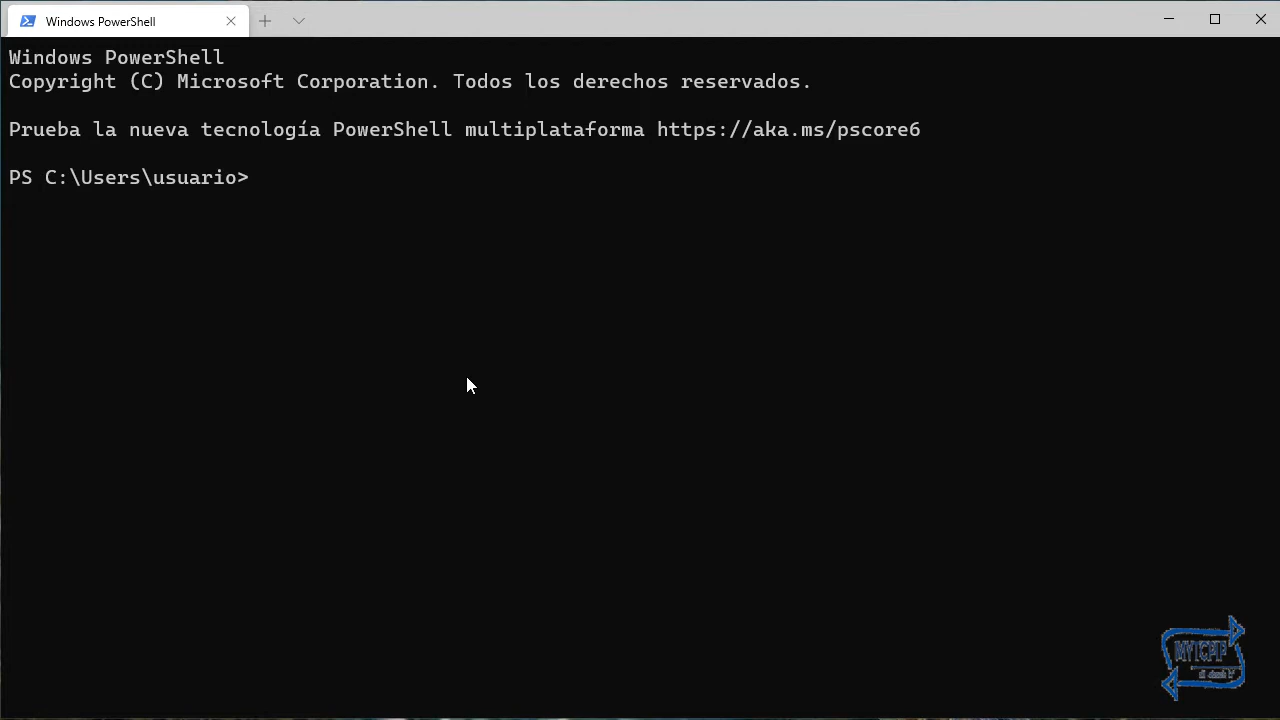 Windows PowerShell
Windows PowerShell
Copyright (C) Microsoft Corporation. Todos los derechos reservados.
Prueba la nueva tecnología PowerShell multiplataforma https://aka.ms/pscore6
PS C:\Users\usuario>